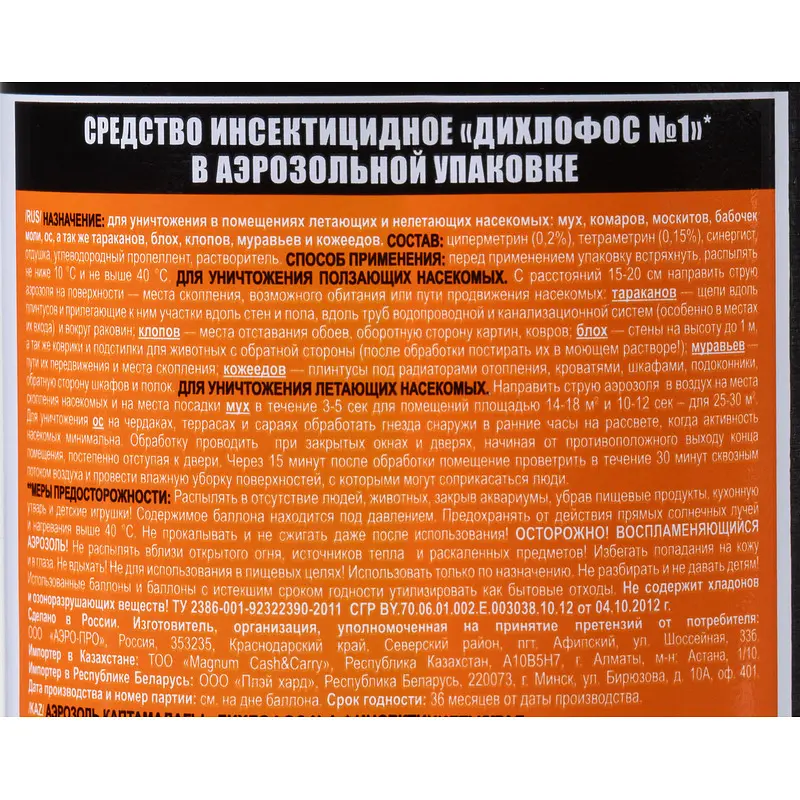 СРЕДСТВО ИНСЕКТИЦИДНОЕ «ДИХЛОФОС №1»*
В АЭРОЗОЛЬНОЙ УПАКОВКЕ
/RUS/ НАЗНАЧЕНИЕ: для уничтожения в помещениях летающих и нелетающих насекомых: мух, комаров, москитов, бабочек
моли, ос, а так же тараканов, блох, клопов, муравьев и кожеедов. СОСТАВ: циперметрин (0,2%), тетраметрин (0,15%), синергист,
отдушка, углеводородный пропеллент, растворитель. СПОСОБ ПРИМЕНЕНИЯ: перед применением упаковку встряхнуть, распылять
не ниже 10 °С и не выше 40 °С. ДЛЯ УНИЧТОЖЕНИЯ ПОЛЗАЮЩИХ НАСЕКОМЫХ. С расстояний 15-20 см направить струю
аэрозоля на поверхности — места скопления, возможного обитания или пути продвижения насекомых: тараканов — щели вдоль
плинтусов и прилегающие к ним участки вдоль стен и пола, вдоль труб водопроводной и канализационной систем (особенно в местах
их входа) и вокруг раковин; клопов — места отставания обоев, оборотную сторону картин, ковров; блох — стены на высоту до 1 м,
а так же коврики и подстилки для животных с обратной стороны (после обработки постирать их в моющем растворе!); муравьев —
пути их передвижения и места скопления; кожеедов — плинтусы под радиаторами отопления, кроватями, шкафами, подоконники,
обратную сторону шкафов и полок. ДЛЯ УНИЧТОЖЕНИЯ ЛЕТАЮЩИХ НАСЕКОМЫХ. Направить струю аэрозоля в воздух на места
скопления насекомых и на места посадки мух в течение 3-5 сек для помещений площадью 14-18 м² и 10-12 сек – для 25-30 м².
Для уничтожения ос на чердаках, террасах и сараях обработать гнезда снаружи в ранние часы на рассвете, когда активность
насекомых минимальна. Обработку проводить при закрытых окнах и дверях, начиная от противоположного выходу конца
помещения, постепенно отступая к двери. Через 15 минут после обработки помещение проветрить в течение 30 минут сквозным
потоком воздуха и провести влажную уборку поверхностей, с которыми могут соприкасаться люди.
*МЕРЫ ПРЕДОСТОРОЖНОСТИ: Распылять в отсутствие людей, животных, закрыв аквариумы, убрав пищевые продукты, кухонную
утварь и детские игрушки! Содержимое баллона находится под давлением. Предохранять от действия прямых солнечных лучей
и нагревания выше 40 °С. Не прокалывать и не сжигать даже после использования! ОСТОРОЖНО! ВОСПЛАМЕНЯЮЩИЙСЯ
АЭРОЗОЛЬ! Не распылять вблизи открытого огня, источников тепла и раскаленных предметов! Избегать попадания на кожу
и в глаза. Не вдыхать! Не для использования в пищевых целях! Использовать только по назначению. Не разбирать и не давать детям!
Использованные баллоны и баллоны с истекшим сроком годности утилизировать как бытовые отходы. Не содержит хладонов
и озоноразрушающих веществ! ТУ 2386-001-92322390-2011 СГР BY.70.06.01.002.Е.003038.10.12 от 04.10.2012 г.
Сделано в России. Изготовитель, организация, уполномоченная на принятие претензий от потребителя:
ООО «АЭРО-ПРО», Россия, 353235, Краснодарский край, Северский район, пгт. Афипский, ул. Шоссейная, 336.
Импортер в Казахстане: ТОО «Magnum Cash&Carry», Республика Казахстан, А10В5Н7, г. Алматы, м-н: Астана, 1/10.
Импортер в Республике Беларусь: ООО «Плэй хард», Республика Беларусь, 220073, г. Минск, ул. Бирюзова, д. 10А, оф. 401.
Дата производства и номер партии: см. на дне баллона. Срок годности: 36 месяцев от даты производства.
/KAZ/ АЭРОЗОЛЬ